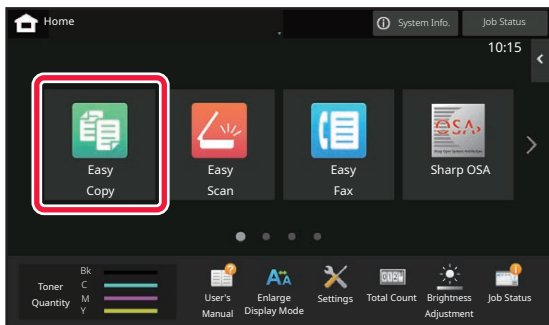 Home
System Info.
Job Status
10:15
Easy
Copy
Easy
Scan
Easy
Fax
OSA
Sharp OSA
Toner
Quantity
Bk
C
M
Y
User's
Manual
Enlarge
Display Mode
Settings
Total Count
Brightness
Adjustment
Job Status